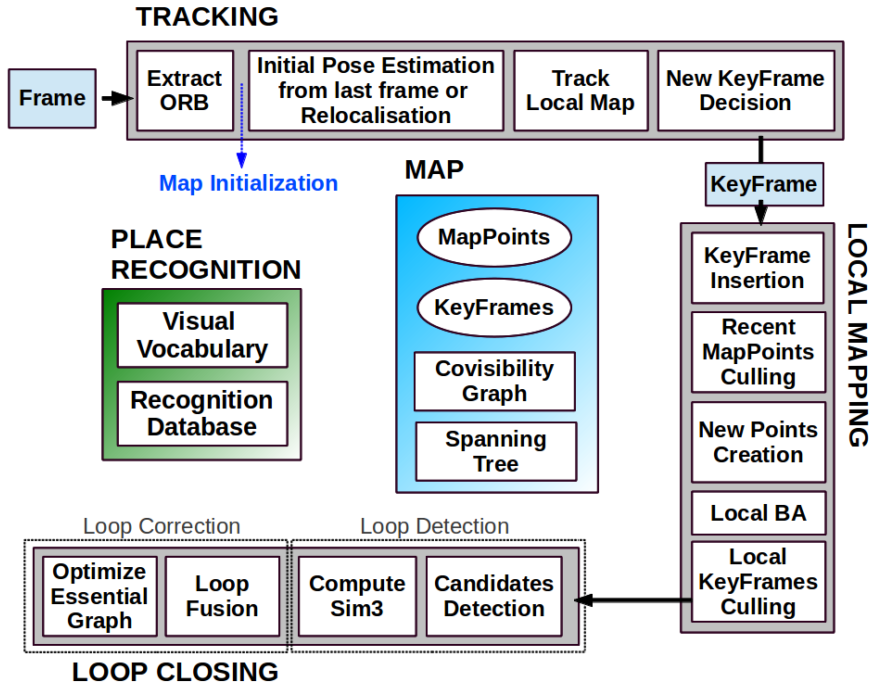 TRACKING
Frame
Extract
ORB
Initial Pose Estimation
from last frame or
Relocalisation
Track
Local Map
New KeyFrame
Decision
Map Initialization
KeyFrame
MAP
MapPoints
KeyFrames
Covisibility
Graph
Spanning
Tree
PLACE
RECOGNITION
Visual
Vocabulary
Recognition
Database
LOCAL MAPPING
KeyFrame
Insertion
Recent
MapPoints
Culling
New Points
Creation
Local BA
Local
KeyFrames
Culling
Loop Correction
Loop Detection
Optimize
Essential
Graph
Loop
Fusion
Compute
Sim3
Candidates
Detection
LOOP CLOSING